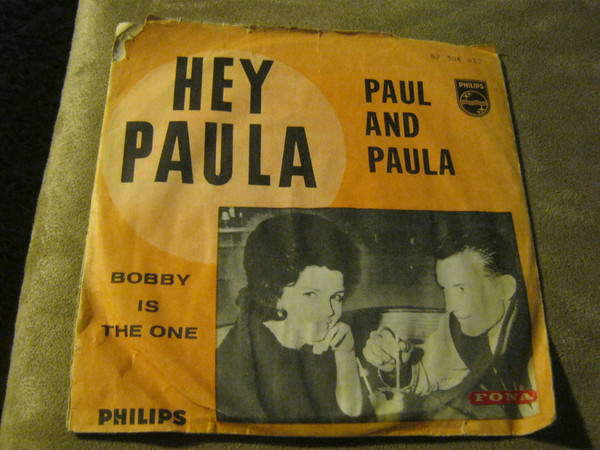 HEY
PAULA
PAUL
AND
PAULA
PHILIPS
BOBBY
IS
THE ONE
PHILIPS
FONA